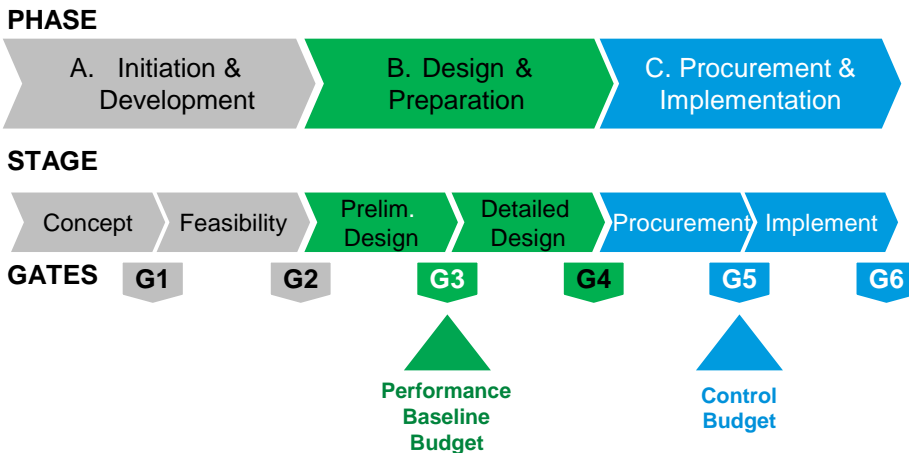 PHASE
A. Initiation &
Development
B. Design &
Preparation
C. Procurement &
Implementation
STAGE
Concept
Feasibility
Prelim.
Design
Detailed
Design
Procurement
Implement
GATES
G1
G2
G3
G4
G5
G6
Performance
Baseline
Budget
Control
Budget